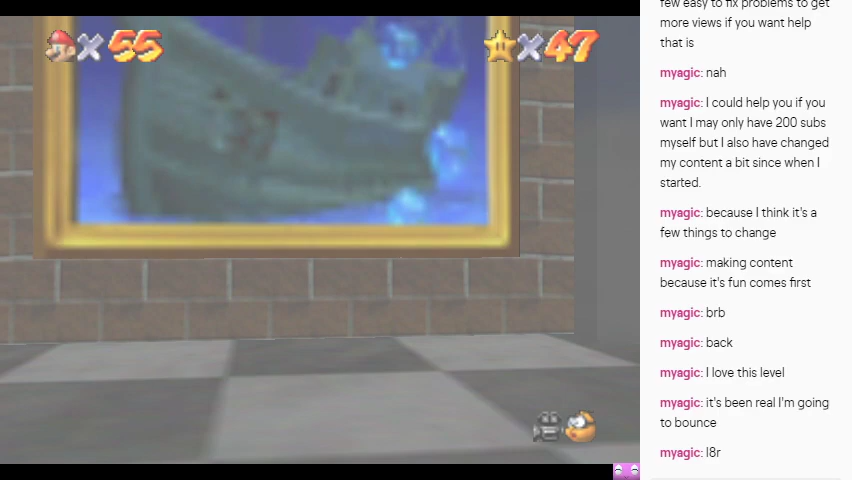 × 55
× 47
few easy to fix problems to get
more views if you want help
that is
myagic: nah
myagic: I could help you if you
want I may only have 200 subs
myself but I also have changed
my content a bit since when I
started.
myagic: because I think it's a
few things to change
myagic: making content
because it's fun comes first
myagic: brb
myagic: back
myagic: I love this level
myagic: it's been real I'm going
to bounce
myagic: l8r